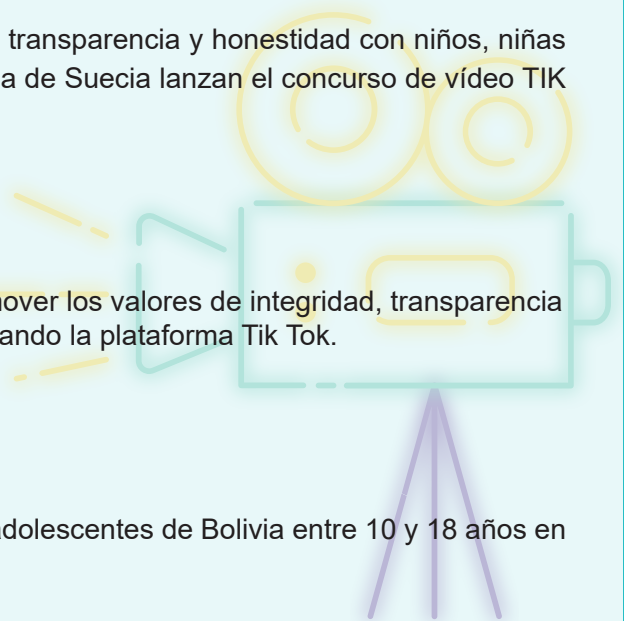 transparencia y honestidad con niños, niñas
a de Suecia lanzan el concurso de vídeo TIK
over los valores de integridad, transparencia
ando la plataforma Tik Tok.
adolescentes de Bolivia entre 10 y 18 años en